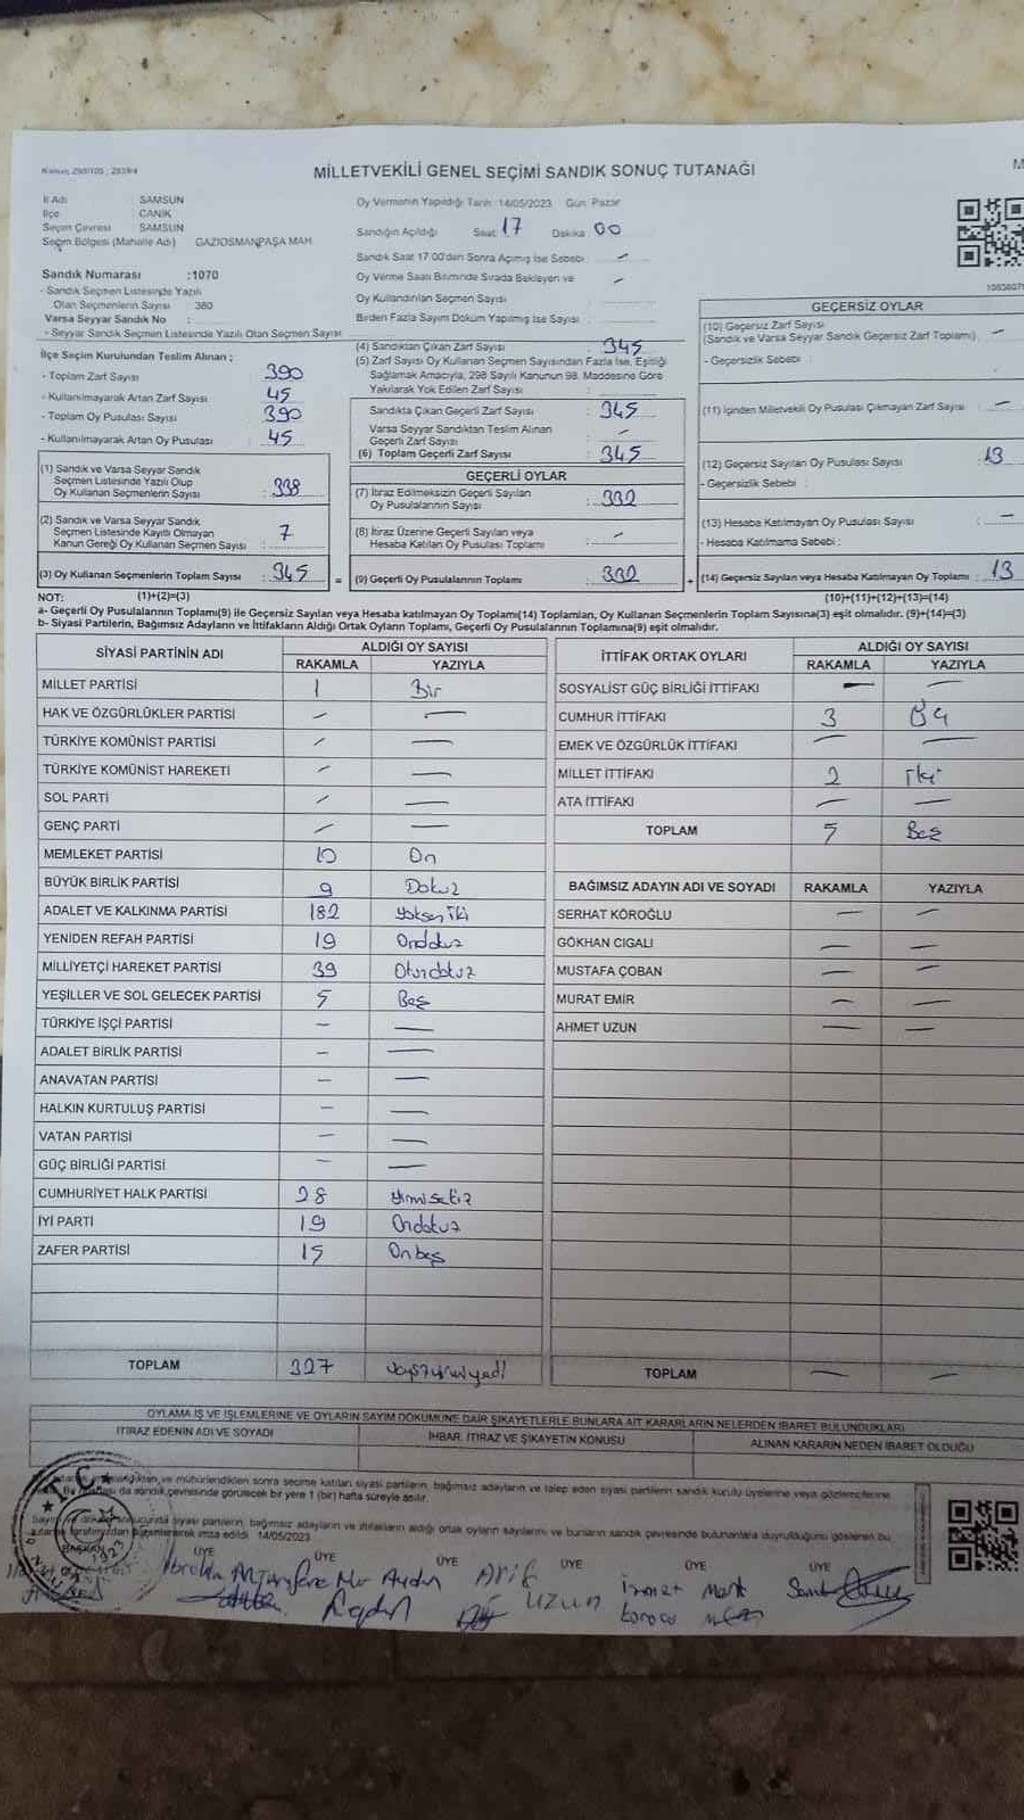 MİLLETVEKİLİ GENEL SEÇİMİ SANDIK SONUÇ TUTANAĞI
İl Adı : SAMSUN
İlçe : CANİK
Seçim Çevresi : SAMSUN
Seçim Bölgesi (Mahalle Adı) GAZİOSMANPAŞA MAH.
Sandık Numarası :1070
- Sandık Seçmen Listesinde Yazılı
Olan Seçmenlerin Sayısı : 380
Varsa Seyyar Sandık No :
- Seyyar Sandık Seçmen Listesinde Yazılı Olan Seçmen Sayısı
İlçe Seçim Kurulundan Teslim Alınan ;
- Toplam Zarf Sayısı 390
- Kullanılmayarak Artan Zarf Sayısı 45
- Toplam Oy Pusulası Sayısı 390
- Kullanılmayarak Artan Oy Pusulası 45
(1) Sandık ve Varsa Seyyar Sandık
Seçmen Listesinde Yazılı Olup
Oy Kullanan Seçmenlerin Sayısı : 338
(2) Sandık ve Varsa Seyyar Sandık
Seçmen Listesinde Kayıtlı Olmayan
Kanun Gereği Oy Kullanan Seçmen Sayısı : 7
(3) Oy Kullanan Seçmenlerin Toplam Sayısı : 345
Oy Vermenin Yapıldığı Tarih :14/05/2023 Gün: Pazar
Sandığın Açıldığı Saat: 17 Dakika: 00
Sandık Saat 17.00'den Sonra Açılmış İse Sebebi : -
Oy Verme Saati Bitiminde Sırada Bekleyen ve -
Oy Kullandırılan Seçmen Sayısı :
Birden Fazla Sayım Döküm Yapılmış İse Sayısı :
(4) Sandıktan Çıkan Zarf Sayısı : 345
(5) Zarf Sayısı Oy Kullanan Seçmen Sayısından Fazla İse, Eşitliği
Sağlamak Amacıyla, 298 Sayılı Kanunun 98. Maddesine Göre
Yakılarak Yok Edilen Zarf Sayısı :
Sandıkta Çıkan Geçerli Zarf Sayısı : 345
Varsa Seyyar Sandıktan Teslim Alınan
Geçerli Zarf Sayısı : -
(6) Toplam Geçerli Zarf Sayısı : 345
GEÇERLİ OYLAR
(7) İtiraz Edilmeksizin Geçerli Sayılan
Oy Pusulalarının Sayısı : 332
(8) İtiraz Üzerine Geçerli Sayılan veya
Hesaba Katılan Oy Pusulası Toplamı : -
= (9) Geçerli Oy Pusulalarının Toplamı : 332
GEÇERSİZ OYLAR
(10) Geçersiz Zarf Sayısı
(Sandık ve Varsa Seyyar Sandık Geçersiz Zarf Toplamı) : -
- Geçersizlik Sebebi :
(11) İçinden Milletvekili Oy Pusulası Çıkmayan Zarf Sayısı : -
(12) Geçersiz Sayılan Oy Pusulası Sayısı : 13
- Geçersizlik Sebebi :
(13) Hesaba Katılmayan Oy Pusulası Sayısı : -
- Hesaba Katılmama Sebebi :
+ (14) Geçersiz Sayılan veya Hesaba Katılmayan Oy Toplamı : 13
NOT: (1)+(2)=(3) (10)+(11)+(12)+(13)=(14)
a- Geçerli Oy Pusulalarının Toplamı(9) ile Geçersiz Sayılan veya Hesaba katılmayan Oy Toplamı(14) Toplamları, Oy Kullanan Seçmenlerin Toplam Sayısına(3) eşit olmalıdır. (9)+(14)=(3)
b- Siyasi Partilerin, Bağımsız Adayların ve İttifakların Aldığı Ortak Oyların Toplamı, Geçerli Oy Pusulalarının Toplamına(9) eşit olmalıdır.
SİYASİ PARTİNİN ADI ALDIĞI OY SAYISI
RAKAMLA YAZIYLA
MİLLET PARTİSİ 1 Bir
HAK VE ÖZGÜRLÜKLER PARTİSİ - -
TÜRKİYE KOMÜNİST PARTİSİ - -
TÜRKİYE KOMÜNİST HAREKETİ - -
SOL PARTİ - -
GENÇ PARTİ - -
MEMLEKET PARTİSİ 10 On
BÜYÜK BİRLİK PARTİSİ 9 Dokuz
ADALET VE KALKINMA PARTİSİ 182
YENİDEN REFAH PARTİSİ 19 Ondokuz
MİLLİYETÇİ HAREKET PARTİSİ 39 Otuzdokuz
YEŞİLLER VE SOL GELECEK PARTİSİ 5 Beş
TÜRKİYE İŞÇİ PARTİSİ - -
ADALET BİRLİK PARTİSİ - -
ANAVATAN PARTİSİ - -
HALKIN KURTULUŞ PARTİSİ - -
VATAN PARTİSİ - -
GÜÇ BİRLİĞİ PARTİSİ - -
CUMHURİYET HALK PARTİSİ 28 Yirmisekiz
İYİ PARTİ 19 Ondokuz
ZAFER PARTİSİ 15 Onbeş
TOPLAM 327
İTTİFAK ORTAK OYLARI ALDIĞI OY SAYISI
RAKAMLA YAZIYLA
SOSYALİST GÜÇ BİRLİĞİ İTTİFAKI - -
CUMHUR İTTİFAKI 3 Üç
EMEK VE ÖZGÜRLÜK İTTİFAKI - -
MİLLET İTTİFAKI 2 İki
ATA İTTİFAKI - -
TOPLAM 5 Beş
BAĞIMSIZ ADAYIN ADI VE SOYADI RAKAMLA YAZIYLA
SERHAT KÖROĞLU - -
GÖKHAN CIGALI - -
MUSTAFA ÇOBAN - -
MURAT EMİR - -
AHMET UZUN - -
TOPLAM - -
OYLAMA İŞ VE İŞLEMLERİNE VE OYLARIN SAYIM DÖKÜMÜNE DAİR ŞİKAYETLERLE BUNLARA AİT KARARLARIN NELERDEN İBARET BULUNDUKLARI
İTİRAZ EDENİN ADI VE SOYADI İHBAR, İTİRAZ VE ŞİKAYETİN KONUSU ALINAN KARARIN NEDEN İBARET OLDUĞU
ve mühürlendikten sonra seçime katılan siyasi partilerin, bağımsız adayların ve talep eden siyasi partilerin sandık kurulu üyelerine veya gözlemcilerine
da sandık çevresinde görülecek bir yere 1 (bir) hafta süreyle asılır.
siyasi partilerin, bağımsız adayların ve ittifakların aldığı ortak oyların sayılarını ve bunların sandık çevresinde bulunanlara duyurulduğunu gösteren bu
imza edildi. 14/05/2023
BAŞKAN ÜYE ÜYE ÜYE ÜYE ÜYE ÜYE
Arif
UZUN